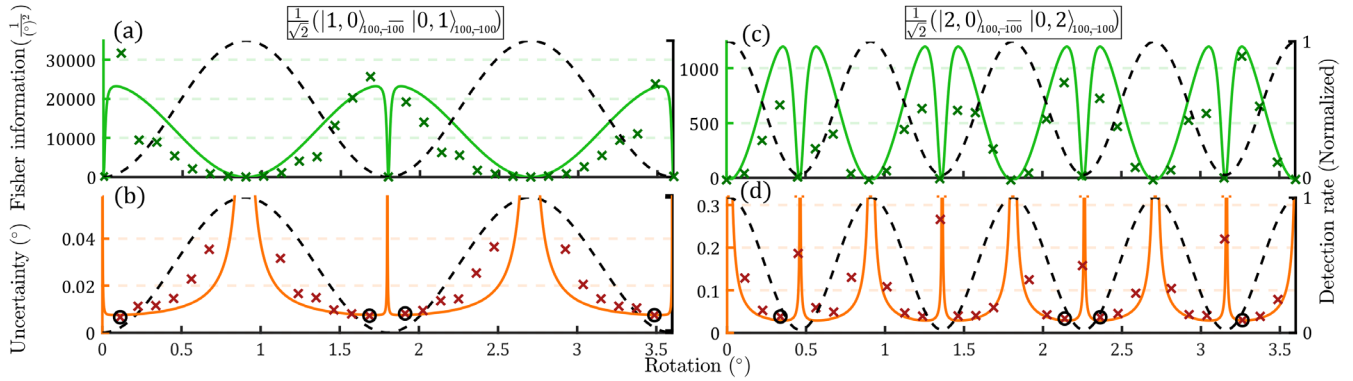 (a)
1/√2(|1,0⟩100,−100 − |0,1⟩100,−100)
(c)
1/√2(|2,0⟩100,−100 − |0,2⟩100,−100)
Fisher information(1/(°)²)
30000
20000
10000
0
1000
500
0
1
0
(b)
(d)
Uncertainty (°)
0.04
0.02
0
0.3
0.2
0.1
0
1
0
Detection rate (Normalized)
0 0.5 1 1.5 2 2.5 3 3.5
0 0.5 1 1.5 2 2.5 3 3.5
Rotation (°)